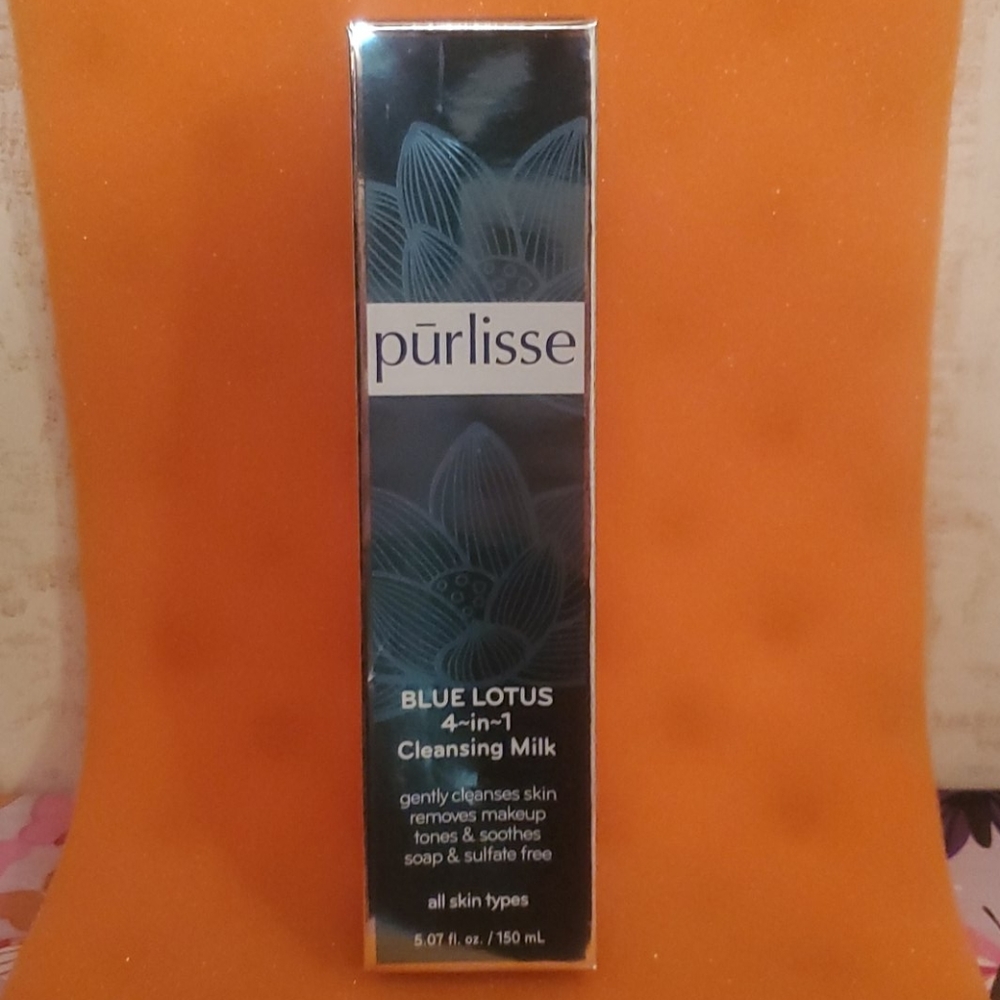 pūrlisse
BLUE LOTUS
4~in~1
Cleansing Milk
gently cleanses skin
removes makeup
tones & soothes
soap & sulfate free
all skin types
5.07 fl. oz. / 150 mL